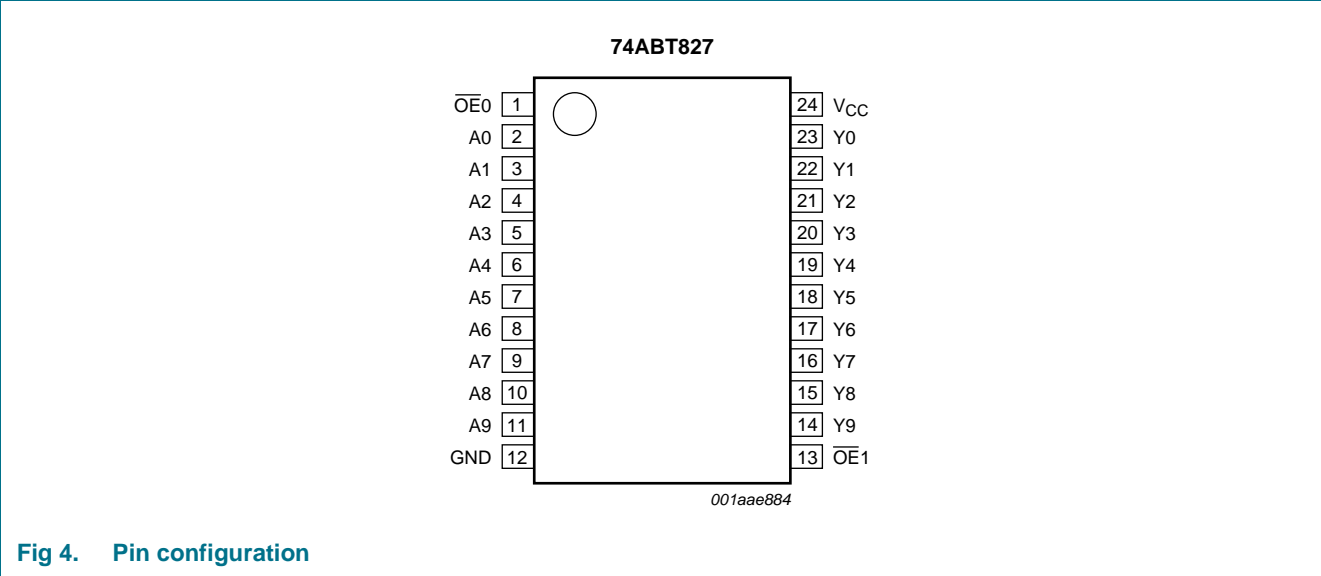 74ABT827
O̅E̅0 1 24 VCC
A0 2 23 Y0
A1 3 22 Y1
A2 4 21 Y2
A3 5 20 Y3
A4 6 19 Y4
A5 7 18 Y5
A6 8 17 Y6
A7 9 16 Y7
A8 10 15 Y8
A9 11 14 Y9
GND 12 13 O̅E̅1
001aae884
Fig 4. Pin configuration